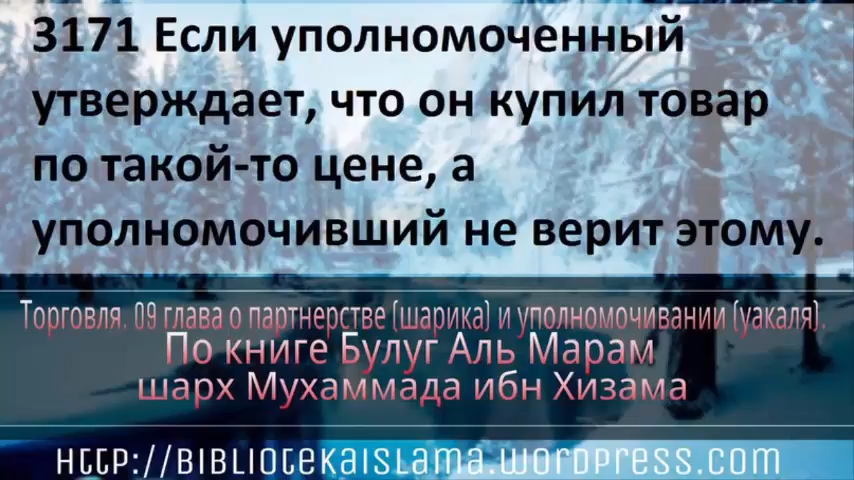 3171 Если уполномоченный
утверждает, что он купил товар
по такой-то цене, а
уполномочивший не верит этому.
Торговля. 09 глава о партнерстве (шарика) и уполномочивании (уакаля).
По книге Булуг Аль Марам
шарх Мухаммада ибн Хизама
http://bibliotekaislama.wordpress.com